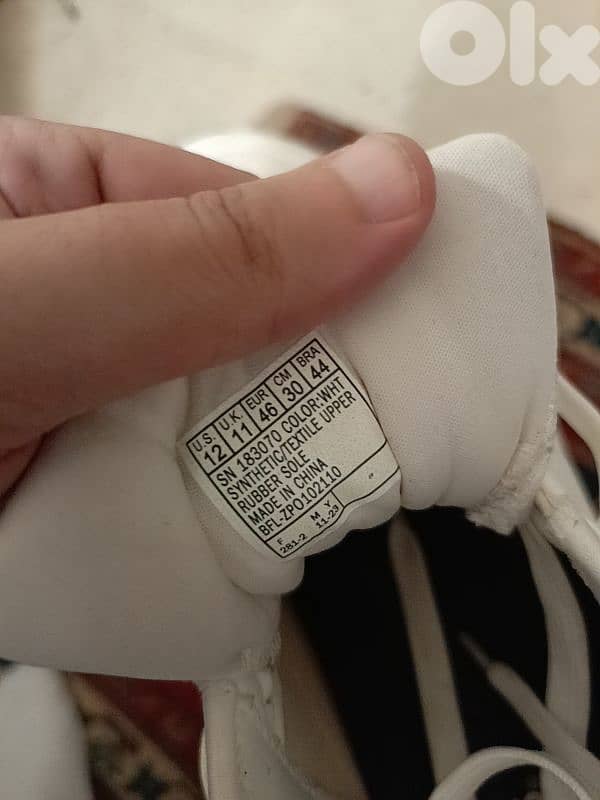 Olx
U.S. U.K. EUR CM BRA
12 11 46 30 44
SN 183070 COLOR:WHT
SYNTHETIC/TEXTILE UPPER
RUBBER SOLE
MADE IN CHINA
BFL-ZPO102110
F M Y
281-2 11-23